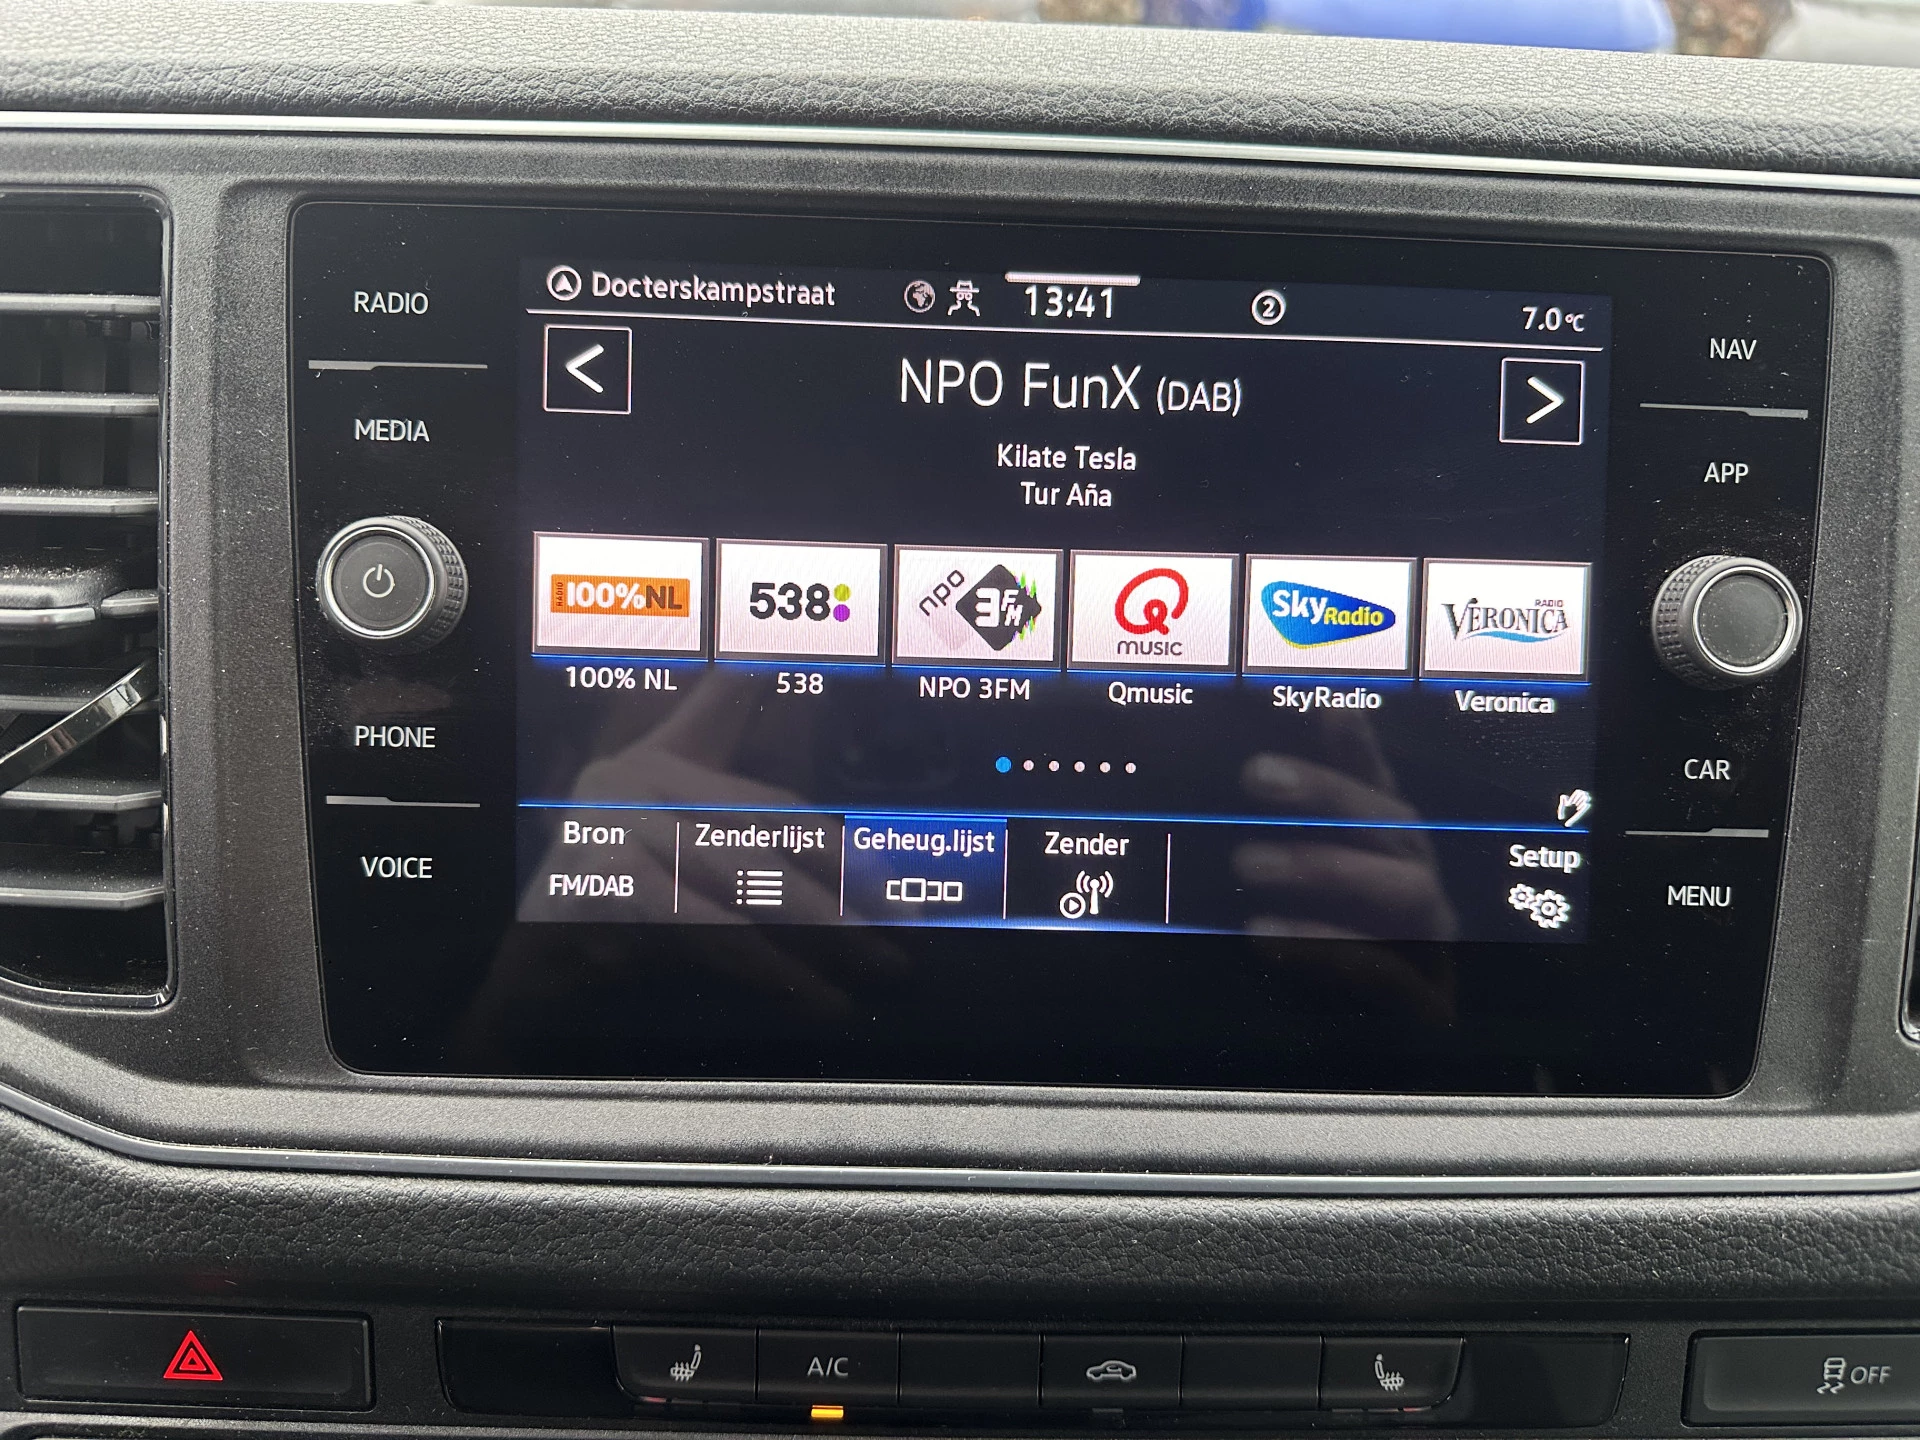 RADIO
MEDIA
PHONE
VOICE
Docterskampstraat
13:41
2
7.0°C
<
NPO FunX (DAB)
>
Kilate Tesla
Tur Aña
RADIO 100%NL
538
npo 3FM
Q music
Sky Radio
RADIO VERONICA
100% NL
538
NPO 3FM
Qmusic
SkyRadio
Veronica
Bron
FM/DAB
Zenderlijst
Geheug.lijst
Zender
Setup
NAV
APP
CAR
MENU
A/C
OFF